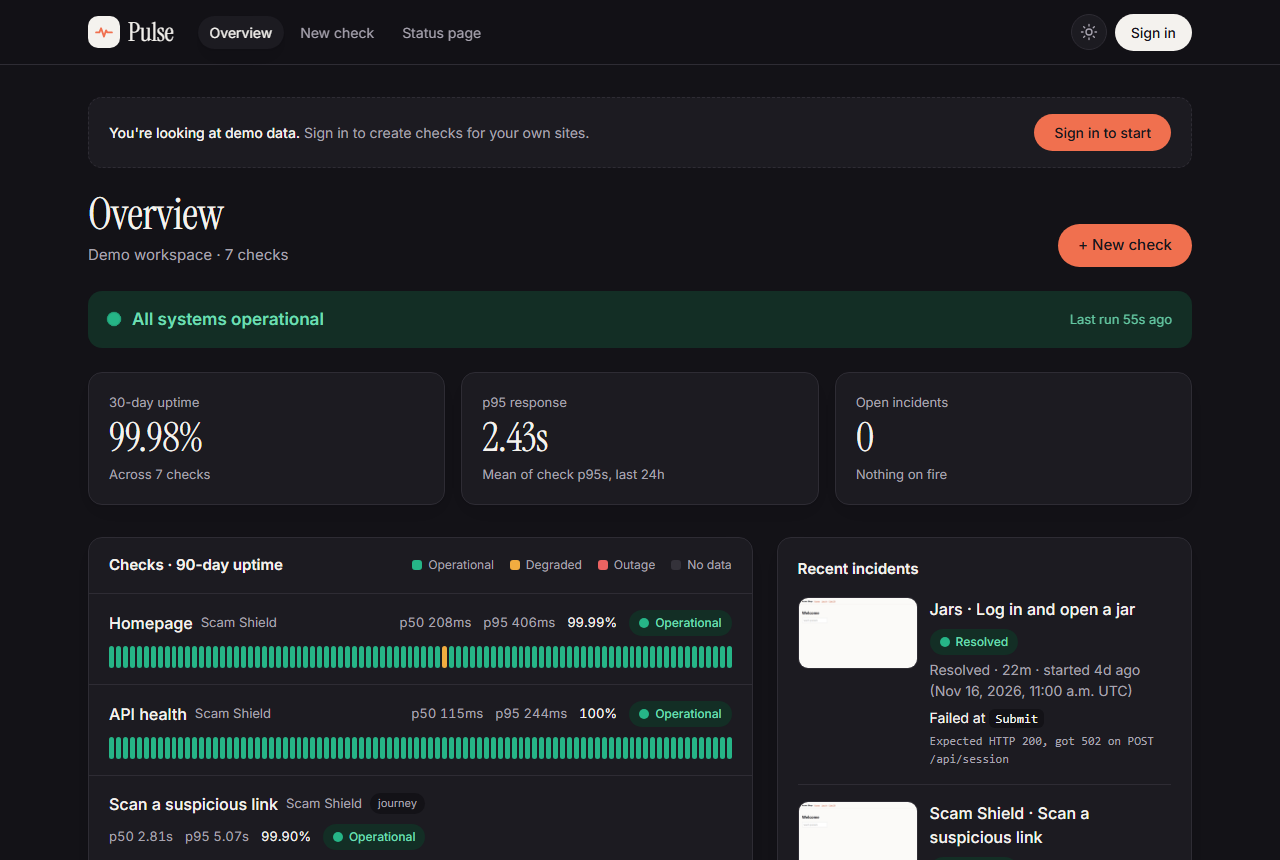 Pulse
Overview
New check
Status page
Sign in
You're looking at demo data. Sign in to create checks for your own sites.
Sign in to start
Overview
Demo workspace · 7 checks
+ New check
All systems operational
Last run 55s ago
30-day uptime
99.98%
Across 7 checks
p95 response
2.43s
Mean of check p95s, last 24h
Open incidents
0
Nothing on fire
Checks · 90-day uptime
Operational
Degraded
Outage
No data
Homepage Scam Shield p50 208ms p95 406ms 99.99% Operational
API health Scam Shield p50 115ms p95 244ms 100% Operational
Scan a suspicious link Scam Shield journey
p50 2.81s p95 5.07s 99.90% Operational
Recent incidents
Jars · Log in and open a jar
Resolved
Resolved · 22m · started 4d ago
(Nov 16, 2026, 11:00 a.m. UTC)
Failed at Submit
Expected HTTP 200, got 502 on POST
/api/session
Scam Shield · Scan a
suspicious link